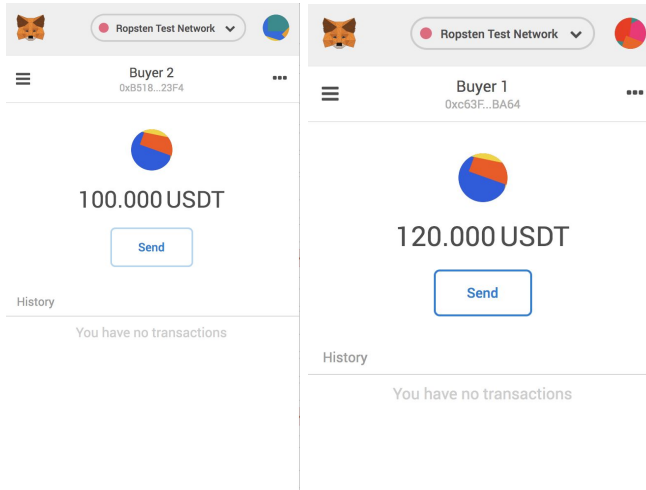 Ropsten Test Network
Buyer 2
0xB518...23F4
100.000 USDT
Send
History
You have no transactions
Ropsten Test Network
Buyer 1
0xc63F...BA64
120.000 USDT
Send
History
You have no transactions